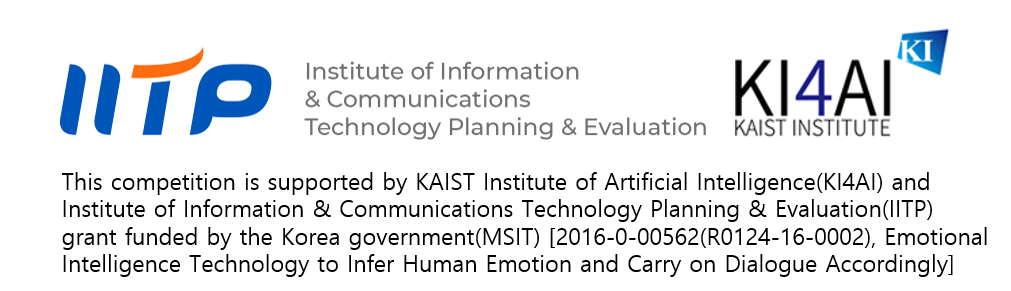 IITP
Institute of Information
& Communications
Technology Planning & Evaluation
KI
KI4AI
KAIST INSTITUTE
This competition is supported by KAIST Institute of Artificial Intelligence(KI4AI) and
Institute of Information & Communications Technology Planning & Evaluation(IITP)
grant funded by the Korea government(MSIT) [2016-0-00562(R0124-16-0002), Emotional
Intelligence Technology to Infer Human Emotion and Carry on Dialogue Accordingly]